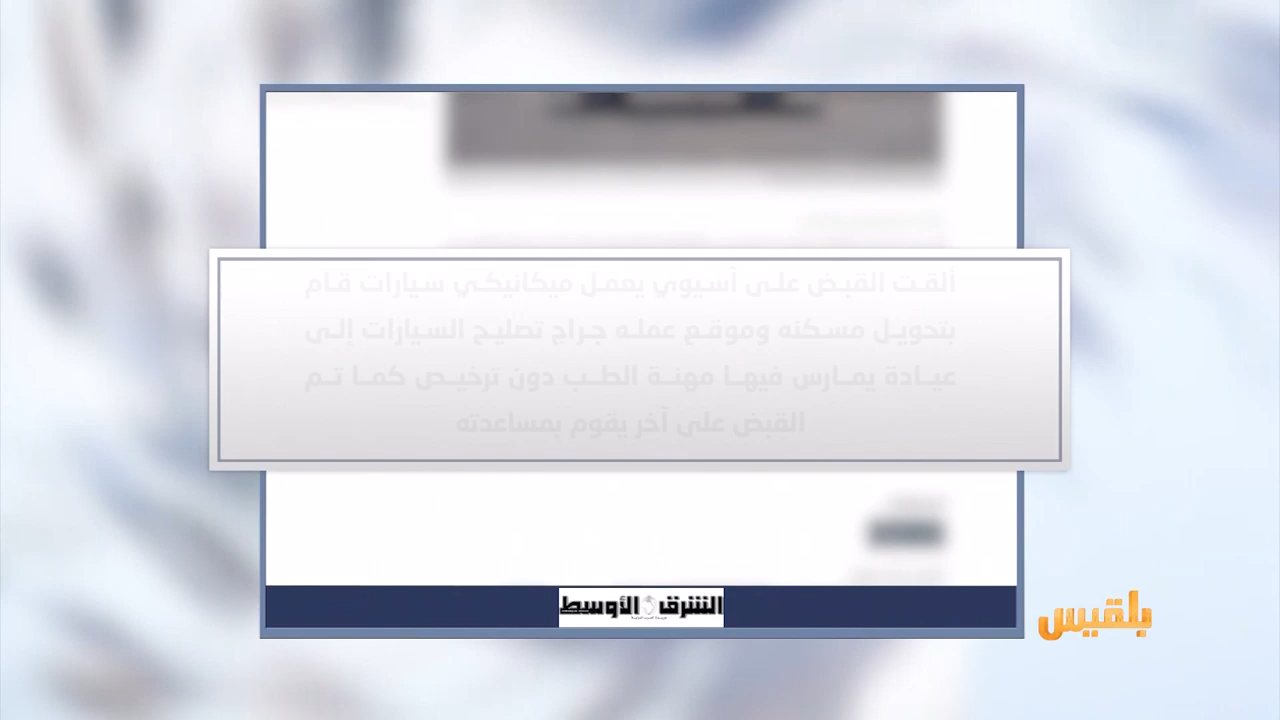 ألقت القبض على أسيوي يعمل ميكانيكي سيارات قام
بتحويل مسكنه وموقع عمله جراج تصليح السيارات إلى
عيادة يمارس فيها مهنة الطب دون ترخيص كما تم
القبض على آخر يقوم بمساعدته
الشرق الأوسط
بلقيس